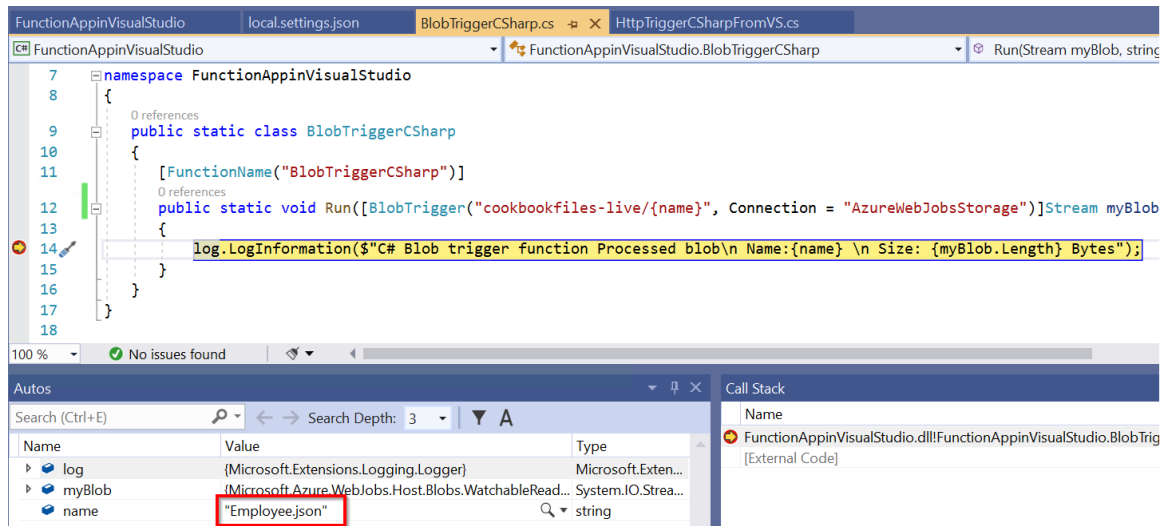 FunctionAppinVisualStudio local.settings.json BlobTriggerCSharp.cs HttpTriggerCSharpFromVS.cs
C# FunctionAppinVisualStudio FunctionAppinVisualStudio.BlobTriggerCSharp Run(Stream myBlob, string
7 namespace FunctionAppinVisualStudio
8 {
0 references
9 public static class BlobTriggerCSharp
10 {
11 [FunctionName("BlobTriggerCSharp")]
0 references
12 public static void Run([BlobTrigger("cookbookfiles-live/{name}", Connection = "AzureWebJobsStorage")]Stream myBlob
13 {
14 log.LogInformation($"C# Blob trigger function Processed blob\n Name:{name} \n Size: {myBlob.Length} Bytes");
15 }
16 }
17 }
18
100 % No issues found
Autos
Search (Ctrl+E) Search Depth: 3 A
Name Value Type
log {Microsoft.Extensions.Logging.Logger} Microsoft.Exten...
myBlob {Microsoft.Azure.WebJobs.Host.Blobs.WatchableRead... System.IO.Strea...
name "Employee.json" string
Call Stack
Name
FunctionAppinVisualStudio.dll!FunctionAppinVisualStudio.BlobTrig
[External Code]